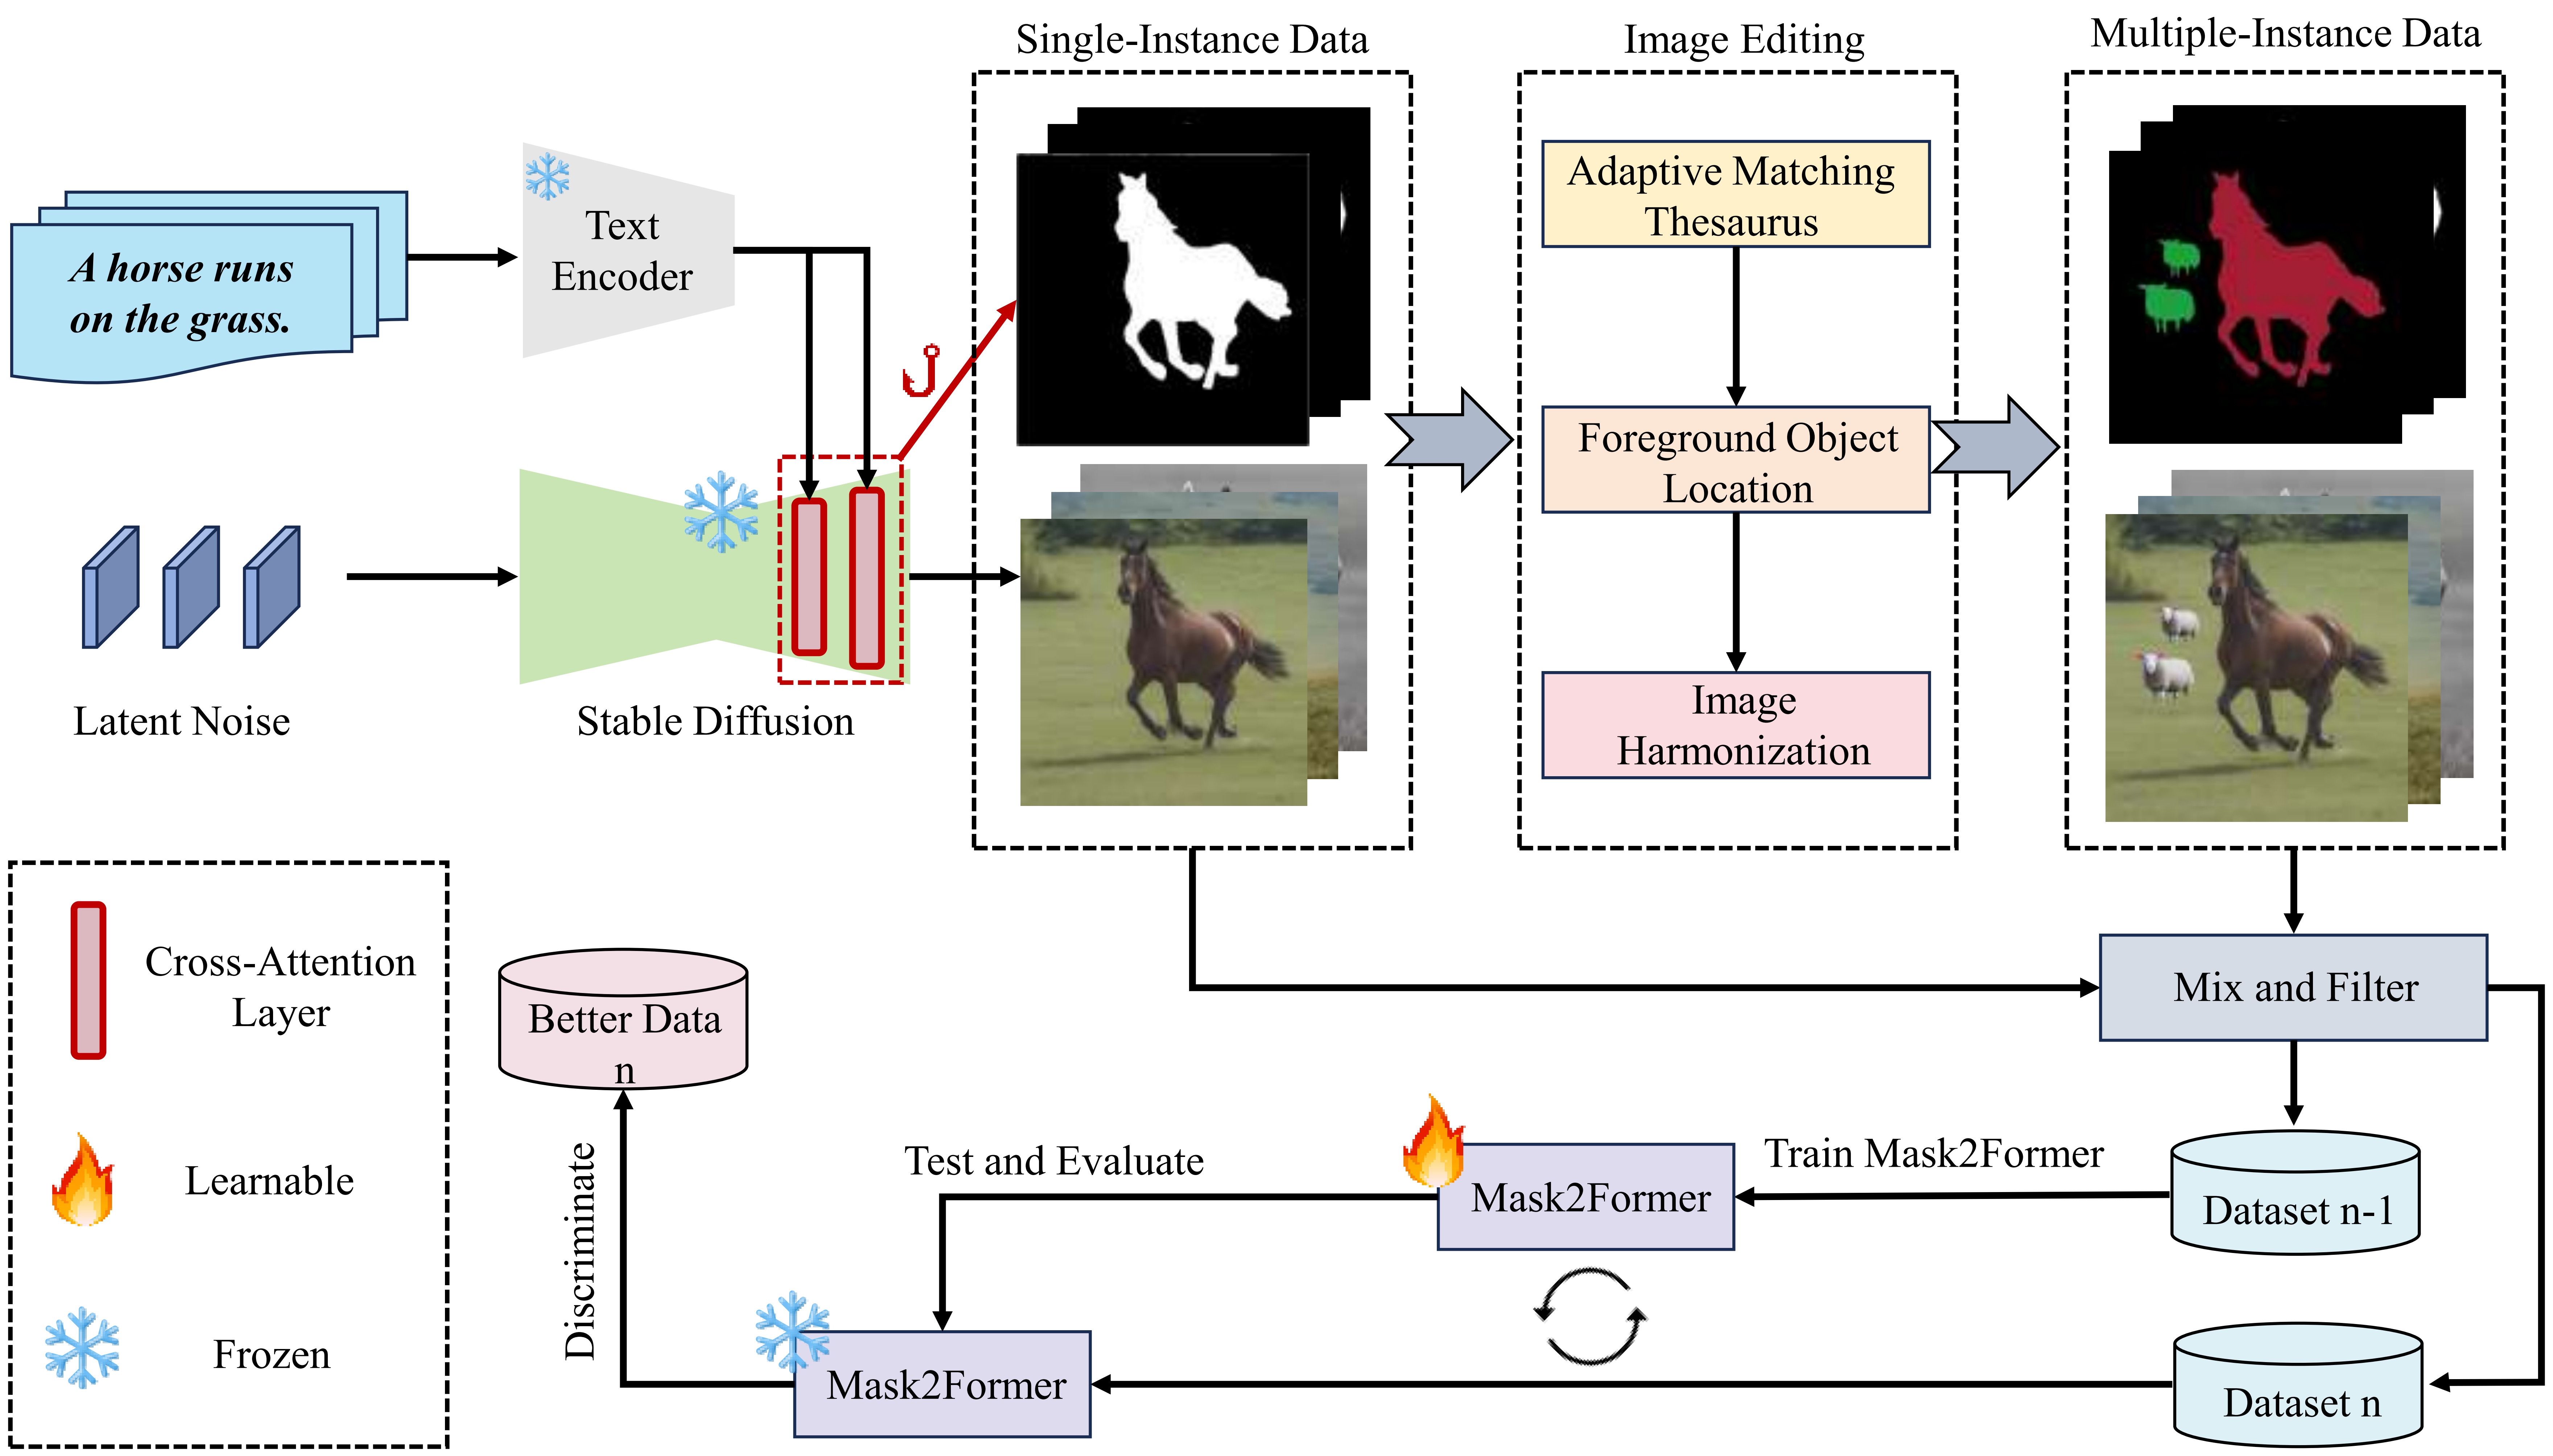 Single-Instance Data
Image Editing
Multiple-Instance Data
A horse runs
on the grass.
Text
Encoder
Adaptive Matching
Thesaurus
Foreground Object
Location
Image
Harmonization
Latent Noise
Stable Diffusion
Cross-Attention
Layer
Learnable
Frozen
Better Data
n
Mix and Filter
Discriminate
Test and Evaluate
Mask2Former
Train Mask2Former
Dataset n-1
Mask2Former
Dataset n